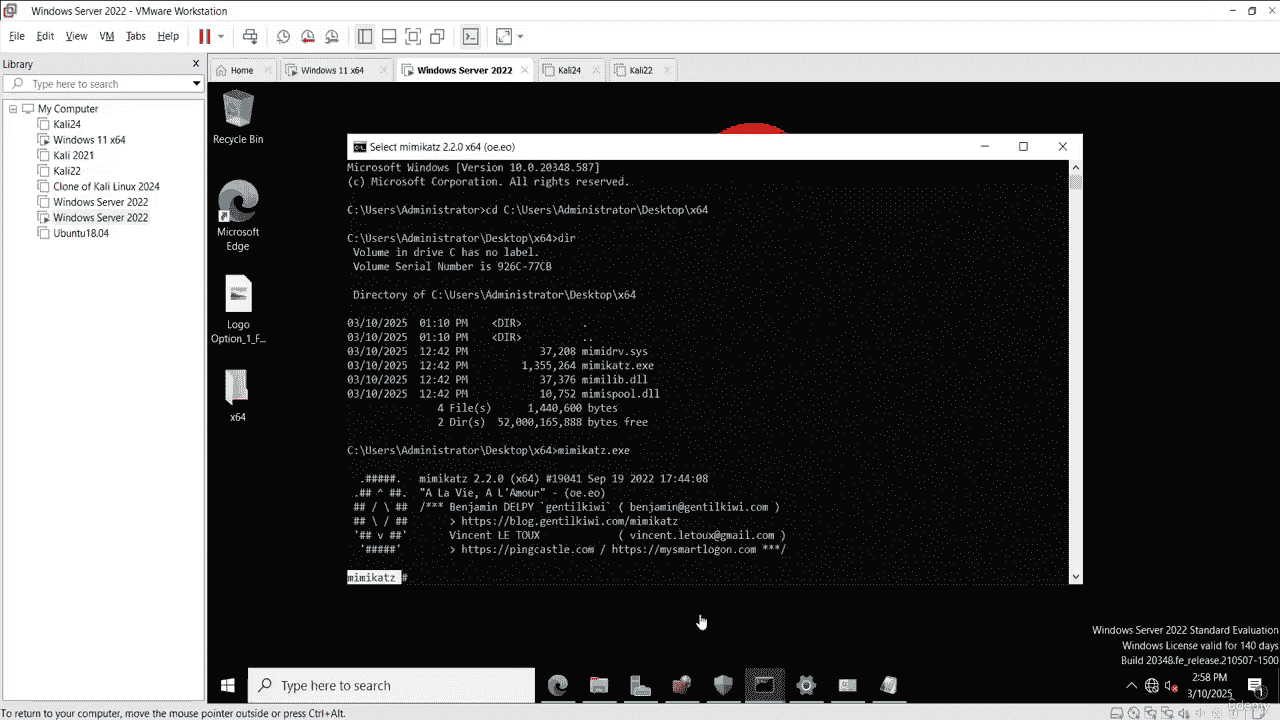 Windows Server 2022 - VMware Workstation
File Edit View VM Tabs Help
Library
Type here to search
My Computer
Kali24
Windows 11 x64
Kali 2021
Kali22
Clone of Kali Linux 2024
Windows Server 2022
Windows Server 2022
Ubuntu18.04
Home
Windows 11 x64
Windows Server 2022
Kali24
Kali22
Recycle Bin
Microsoft
Edge
Logo
Option_1_F...
x64
Select mimikatz 2.2.0 x64 (oe.eo)
Microsoft Windows [Version 10.0.20348.587]
(c) Microsoft Corporation. All rights reserved.
C:\Users\Administrator>cd C:\Users\Administrator\Desktop\x64
C:\Users\Administrator\Desktop\x64>dir
Volume in drive C has no label.
Volume Serial Number is 926C-77CB
Directory of C:\Users\Administrator\Desktop\x64
03/10/2025 01:10 PM <DIR> .
03/10/2025 01:10 PM <DIR> ..
03/10/2025 12:42 PM 37,208 mimidrv.sys
03/10/2025 12:42 PM 1,355,264 mimikatz.exe
03/10/2025 12:42 PM 37,376 mimilib.dll
03/10/2025 12:42 PM 10,752 mimispool.dll
4 File(s) 1,440,600 bytes
2 Dir(s) 52,000,165,888 bytes free
C:\Users\Administrator\Desktop\x64>mimikatz.exe
.#####. mimikatz 2.2.0 (x64) #19041 Sep 19 2022 17:44:08
.## ^ ##. "A La Vie, A L'Amour" - (oe.eo)
## / \ ## /*** Benjamin DELPY `gentilkiwi` ( benjamin@gentilkiwi.com )
## \ / ## > https://blog.gentilkiwi.com/mimikatz
'## v ##' Vincent LE TOUX ( vincent.letoux@gmail.com )
'#####' > https://pingcastle.com / https://mysmartlogon.com ***/
mimikatz #
Windows Server 2022 Standard Evaluation
Windows License valid for 140 days
Build 20348.fe_release.210507-1500
Type here to search
2:58 PM
3/10/2025
1
Udemy
To return to your computer, move the mouse pointer outside or press Ctrl+Alt.